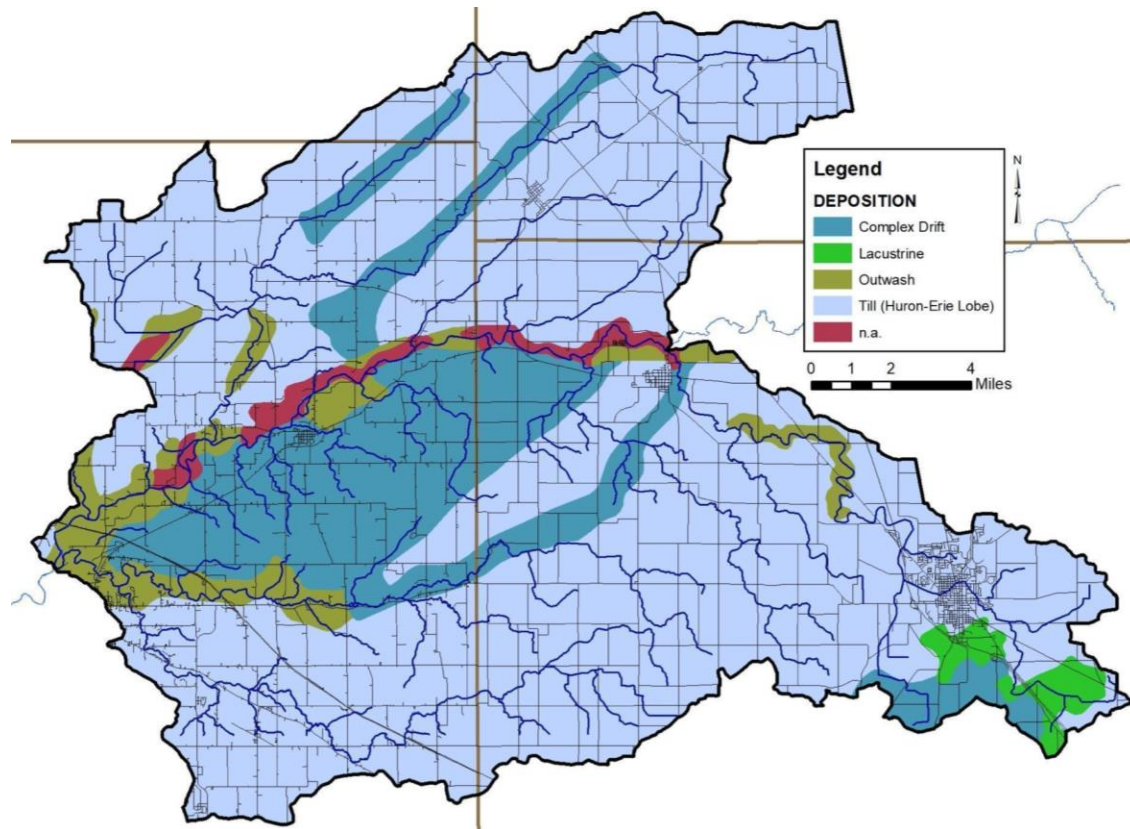 Legend
N
DEPOSITION
Complex Drift
Lacustrine
Outwash
Till (Huron-Erie Lobe)
n.a.
0 1 2 4
Miles